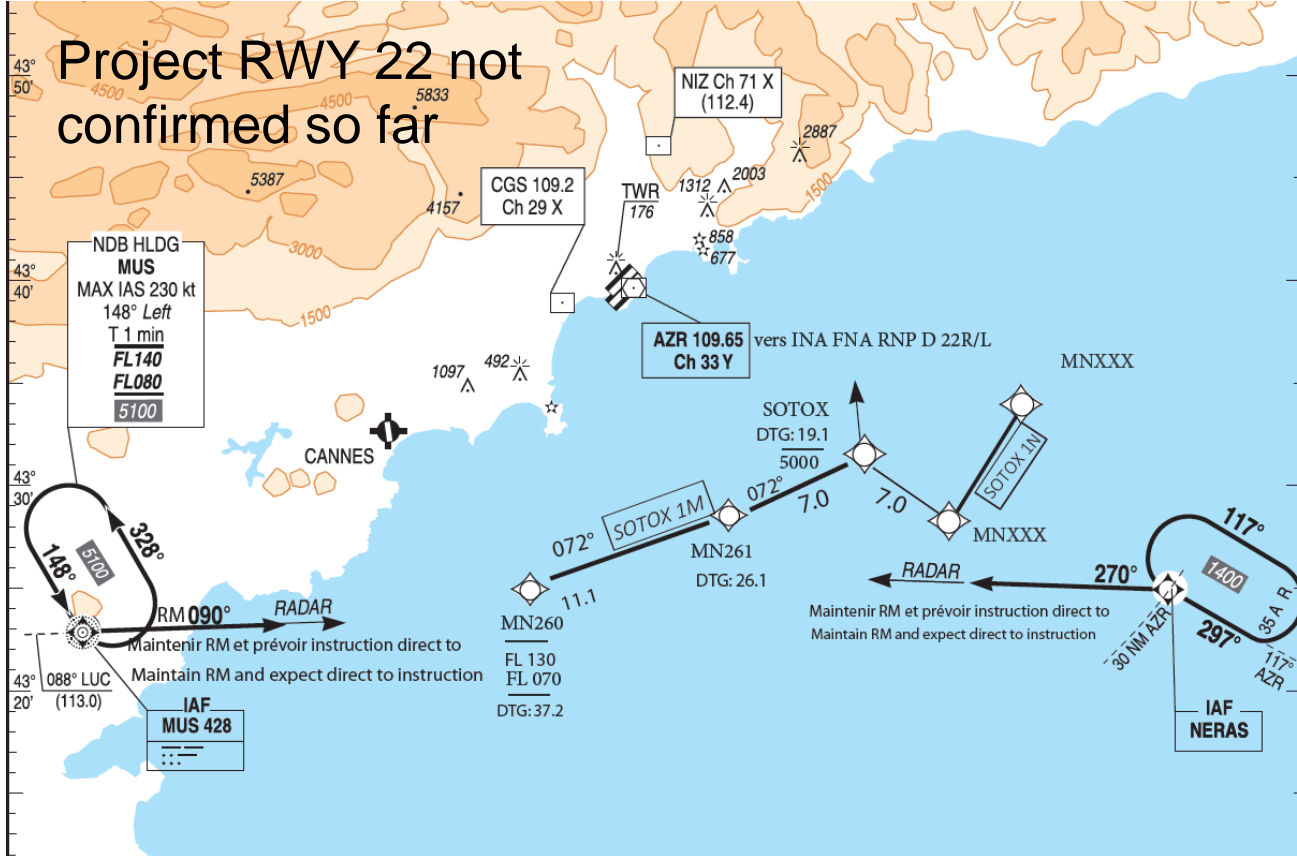 Project RWY 22 not
confirmed so far
43°
50'
4500
4500
5833
5387
4157
3000
1500
NIZ Ch 71 X
(112.4)
2887
1312
2003
1500
CGS 109.2
Ch 29 X
TWR
176
858
677
43°
40'
NDB HLDG
MUS
MAX IAS 230 kt
148° Left
T 1 min
FL140
FL080
5100
AZR 109.65
Ch 33 Y
vers INA FNA RNP D 22R/L
1097
492
CANNES
MNXXX
SOTOX
DTG: 19.1
5000
43°
30'
072°
7.0
7.0
SOTOX 1N
SOTOX 1M
MNXXX
072°
11.1
MN261
DTG: 26.1
148°
328°
5100
117°
1400
35 A R
297°
117°
AZR
30 NM AZR
270°
RADAR
Maintenir RM et prévoir instruction direct to
Maintain RM and expect direct to instruction
MN260
FL 130
FL 070
DTG: 37.2
RM 090°
RADAR
Maintenir RM et prévoir instruction direct to
Maintain RM and expect direct to instruction
088° LUC
(113.0)
43°
20'
IAF
MUS 428
IAF
NERAS